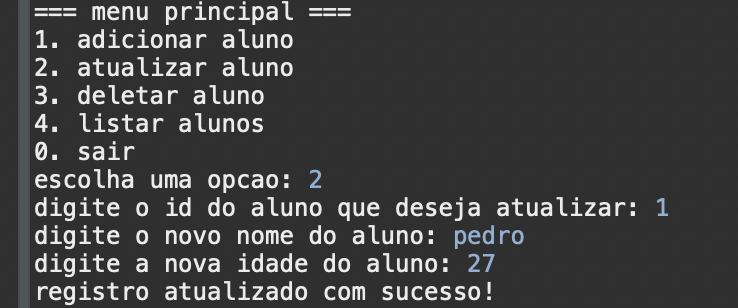 === menu principal ===
1. adicionar aluno
2. atualizar aluno
3. deletar aluno
4. listar alunos
0. sair
escolha uma opcao: 2
digite o id do aluno que deseja atualizar: 1
digite o novo nome do aluno: pedro
digite a nova idade do aluno: 27
registro atualizado com sucesso!